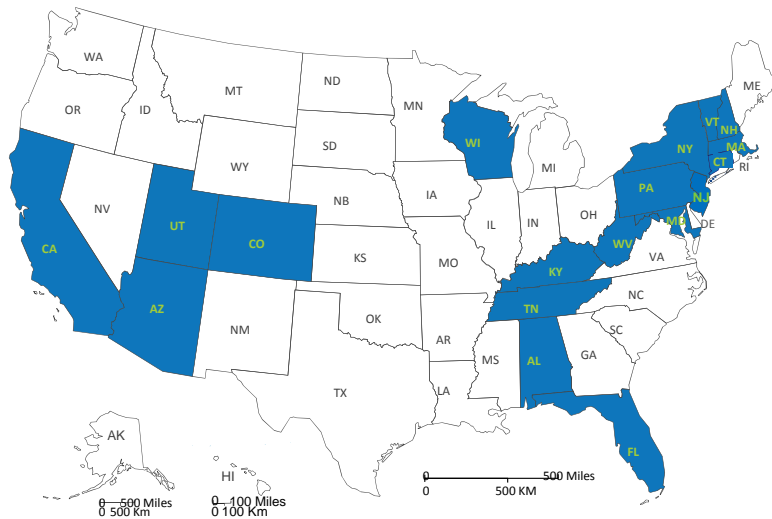 WA
ME
MT
ND
MN
OR
ID
VT
NH
WI
SD
MA
NY
CT
RI
WY
MI
PA
IA
NB
NJ
NV
OH
MD
DE
UT
IL
IN
CO
WV
CA
VA
KS
MO
KY
NC
AZ
TN
OK
NM
SC
AR
MS
AL
GA
TX
LA
AK
FL
HI
0 500 Miles
0 500 KM
0 500 Miles
0 500 Km
0 100 Miles
0 100 Km